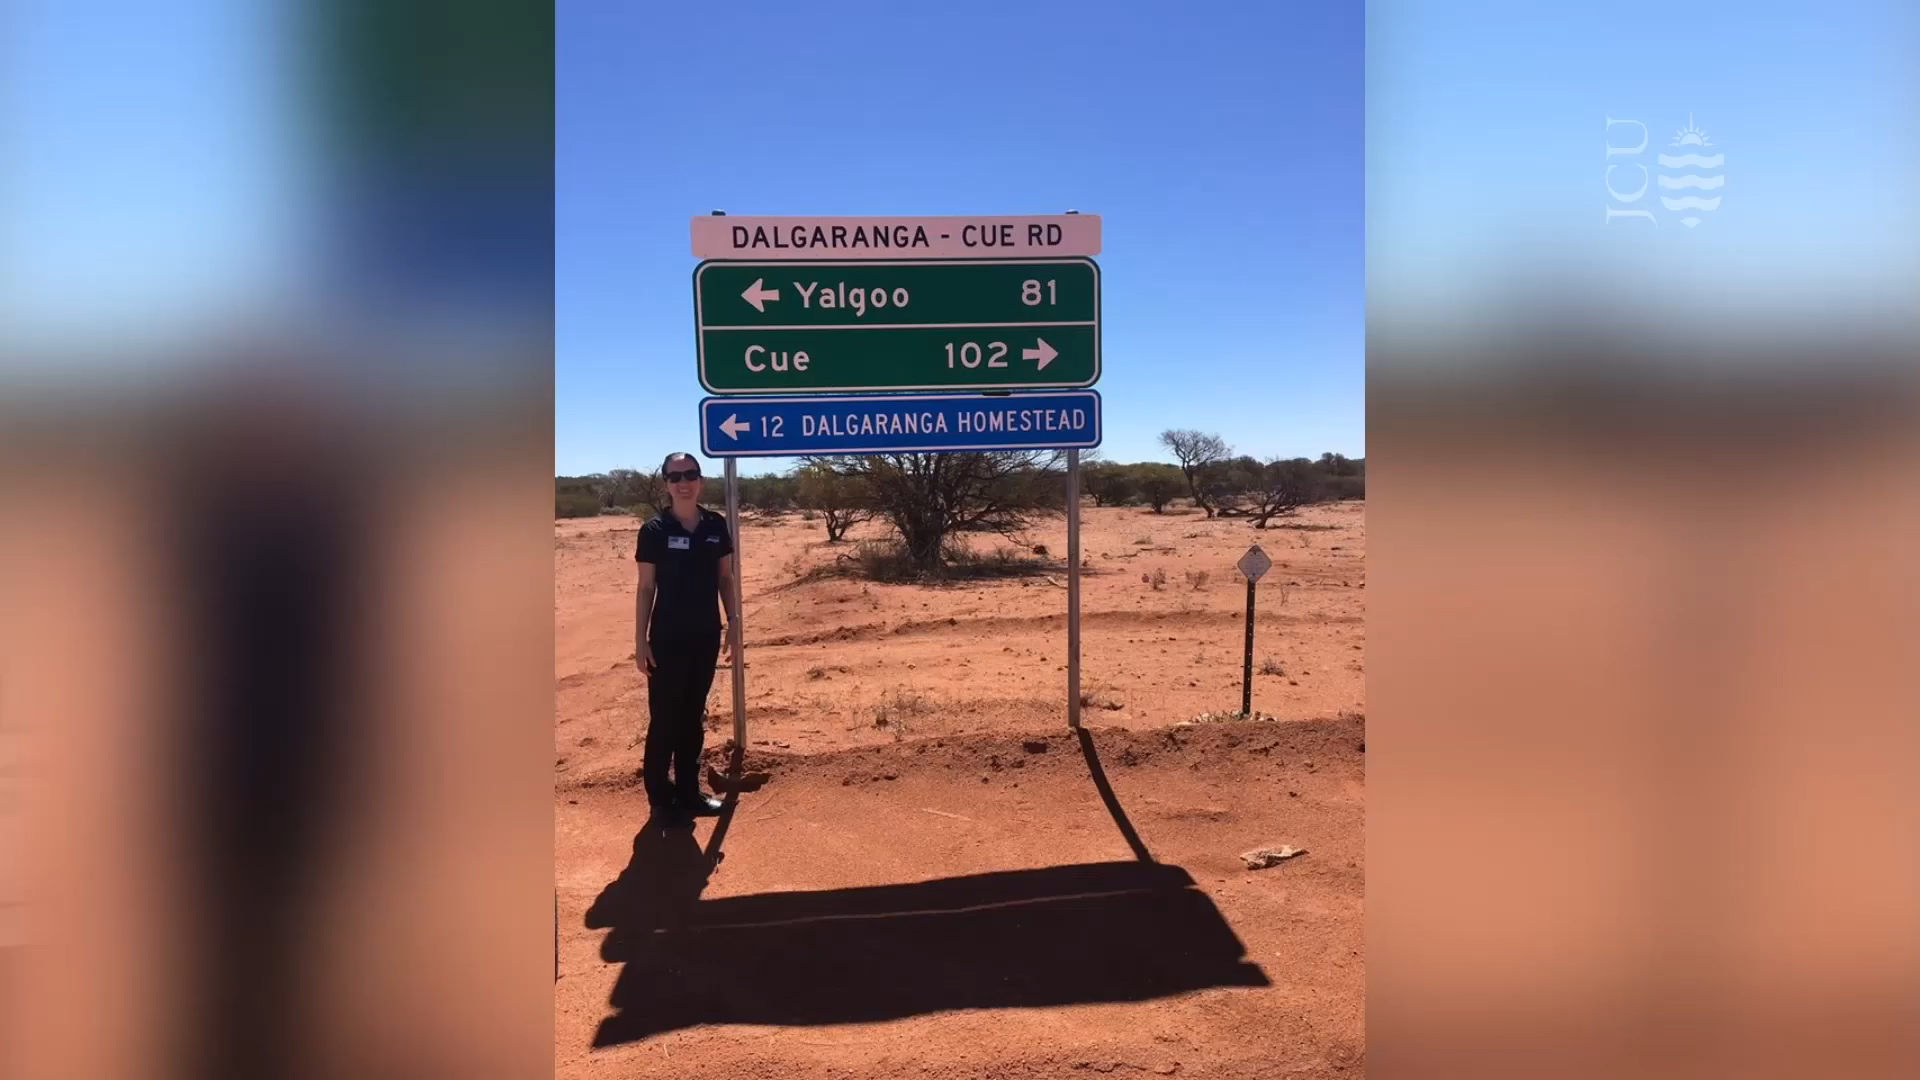 DALGARANGA - CUE RD
← Yalgoo 81
Cue 102 →
← 12 DALGARANGA HOMESTEAD
JCU